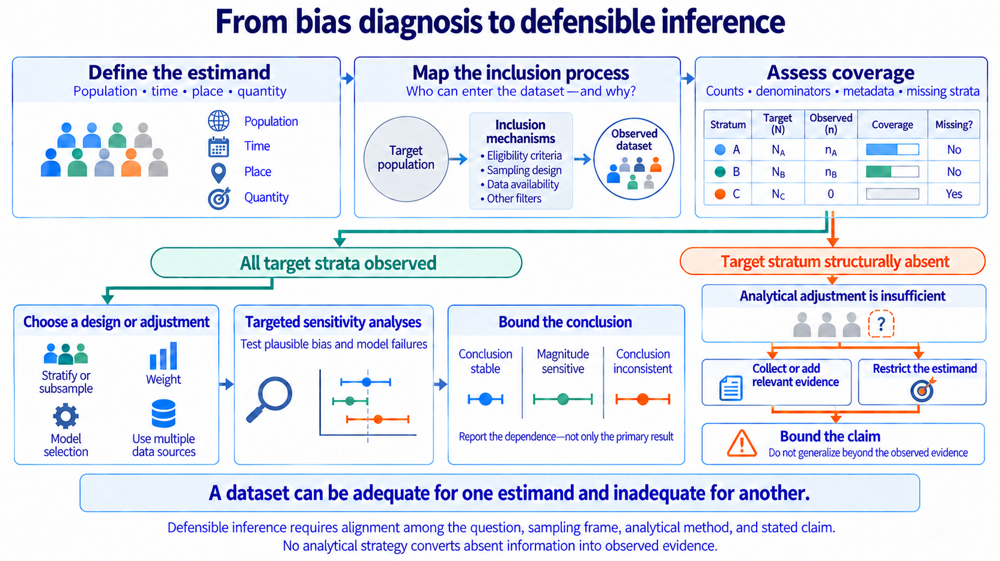 From bias diagnosis to defensible inference
Define the estimand
Population • time • place • quantity
Population
Time
Place
Quantity
Map the inclusion process
Who can enter the dataset—and why?
Target
population
Inclusion
mechanisms
• Eligibility criteria
• Sampling design
• Data availability
• Other filters
Observed
dataset
Assess coverage
Counts • denominators • metadata • missing strata
Stratum Target (N) Observed (n) Coverage Missing?
A N_A n_A No
B N_B n_B No
C N_C 0 Yes
All target strata observed
Target stratum structurally absent
Choose a design or adjustment
Stratify or
subsample
Weight
Model
selection
Use multiple
data sources
Targeted sensitivity analyses
Test plausible bias and model failures
Bound the conclusion
Conclusion
stable
Magnitude
sensitive
Conclusion
inconsistent
Report the dependence—not only the primary result
Analytical adjustment is insufficient
?
Collect or add
relevant evidence
Restrict the estimand
Bound the claim
Do not generalize beyond the observed evidence
A dataset can be adequate for one estimand and inadequate for another.
Defensible inference requires alignment among the question, sampling frame, analytical method, and stated claim.
No analytical strategy converts absent information into observed evidence.